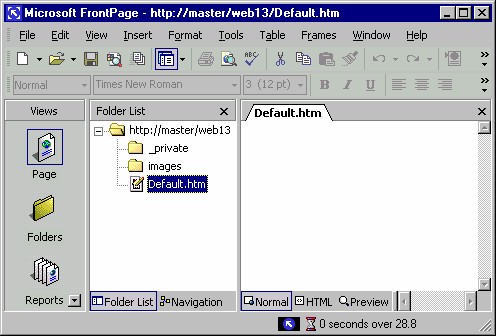 Microsoft FrontPage - http://master/web13/Default.htm
File Edit View Insert Format Tools Table Frames Window Help
Normal Times New Roman 3 (12 pt) B I U
Views
Page
Folders
Reports
Folder List
http://master/web13
_private
images
Default.htm
Folder List Navigation
Default.htm
Normal HTML Preview
0 seconds over 28.8